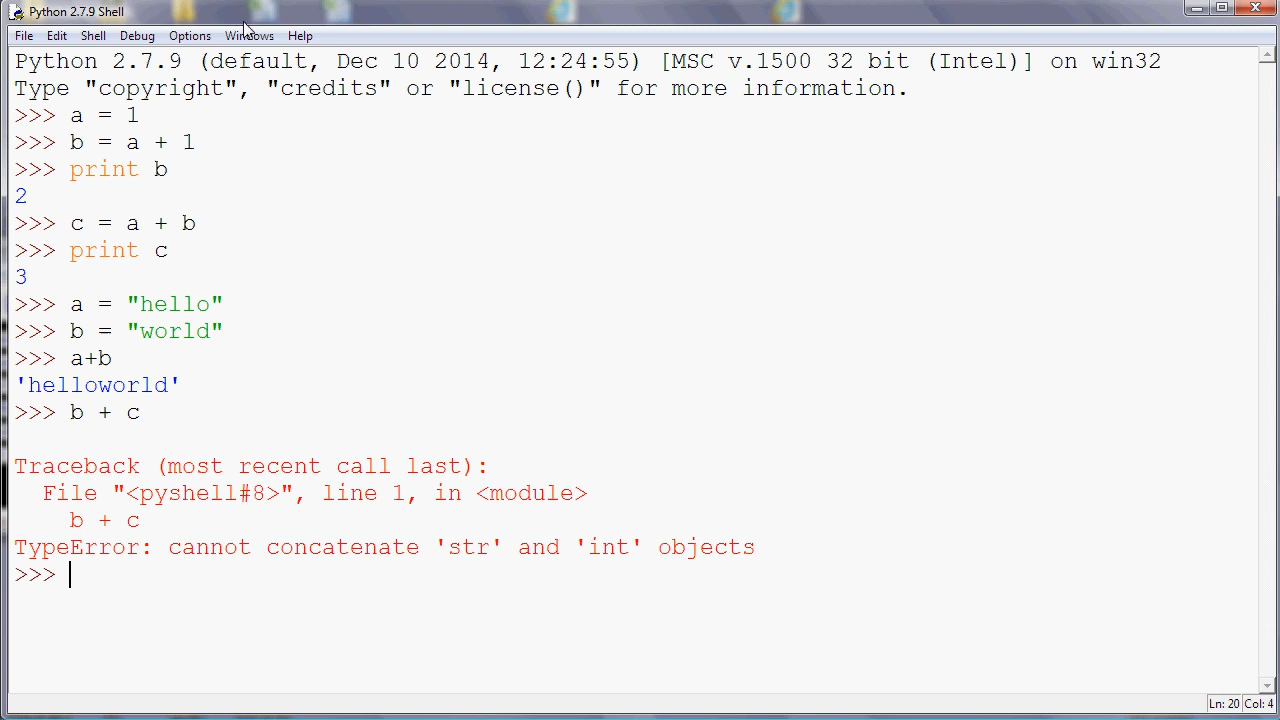 Python 2.7.9 Shell
File Edit Shell Debug Options Windows Help
Python 2.7.9 (default, Dec 10 2014, 12:24:55) [MSC v.1500 32 bit (Intel)] on win32
Type "copyright", "credits" or "license()" for more information.
>>> a = 1
>>> b = a + 1
>>> print b
2
>>> c = a + b
>>> print c
3
>>> a = "hello"
>>> b = "world"
>>> a+b
'helloworld'
>>> b + c
Traceback (most recent call last):
  File "<pyshell#8>", line 1, in <module>
    b + c
TypeError: cannot concatenate 'str' and 'int' objects
>>>
Ln: 20 Col: 4